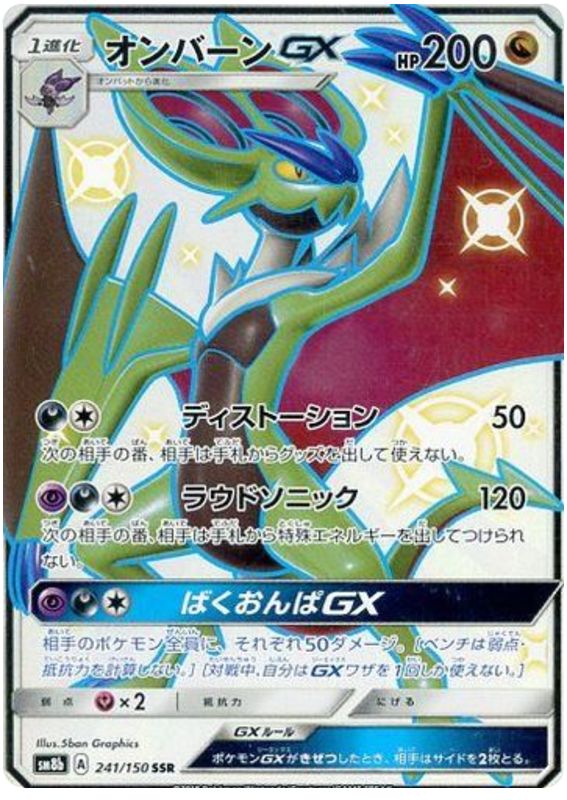 1進化 オンバーンGX HP200
オンバットから進化
ディストーション 50
次の相手の番、相手は手札からグッズを出して使えない。
ラウドソニック 120
次の相手の番、相手は手札から特殊エネルギーを出してつけられ
ない。
ばくおんぱGX
相手のポケモン全員に、それぞれ50ダメージ。[ベンチは弱点・
抵抗力を計算しない。][対戦中、自分はGXワザを1回しか使えない。]
弱点 ×2 抵抗力 にげる
Illus.5ban Graphics
GXルール
SM8b A 241/150 SSR
ポケモンGXがきぜつしたとき、相手はサイドを2枚とる。